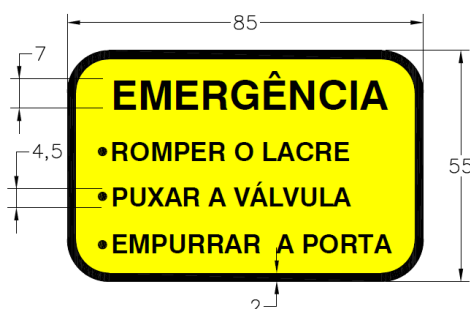 85
7
EMERGÊNCIA
4,5
•ROMPER O LACRE
•PUXAR A VÁLVULA
55
•EMPURRAR A PORTA
2